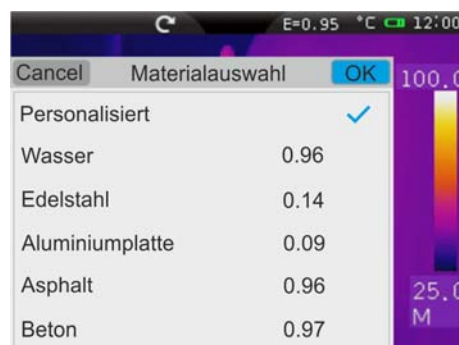 E=0.95 °C 12:00
Cancel Materialauswahl OK
100.0
Personalisiert
Wasser 0.96
Edelstahl 0.14
Aluminiumplatte 0.09
Asphalt 0.96
25.0
Beton 0.97
M